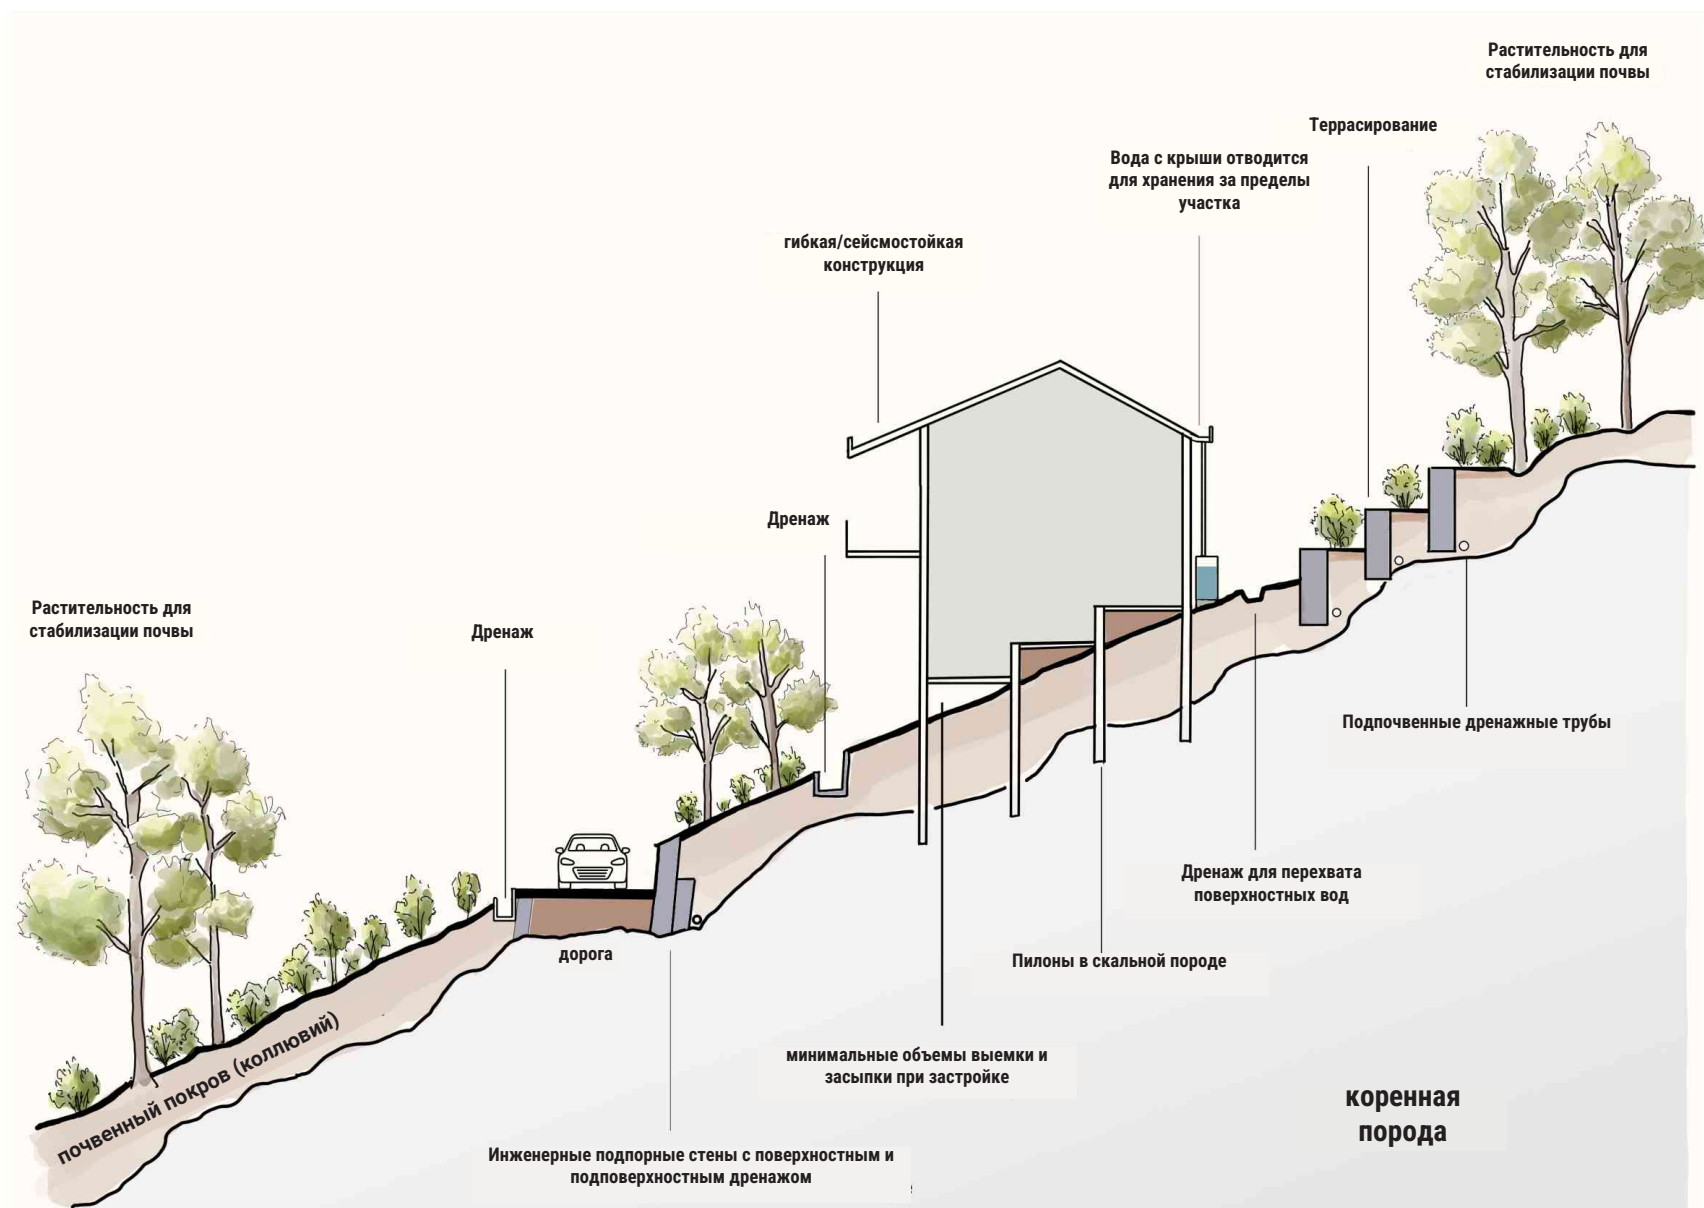 Растительность для
стабилизации почвы
Террасирование
Вода с крыши отводится
для хранения за пределы
участка
гибкая/сейсмостойкая
конструкция
Дренаж
Растительность для
стабилизации почвы
Дренаж
Подпочвенные дренажные трубы
Дренаж для перехвата
поверхностных вод
дорога
Пилоны в скальной породе
почвенный покров (коллювий)
минимальные объемы выемки и
засыпки при застройке
коренная
порода
Инженерные подпорные стены с поверхностным и
подповерхностным дренажом